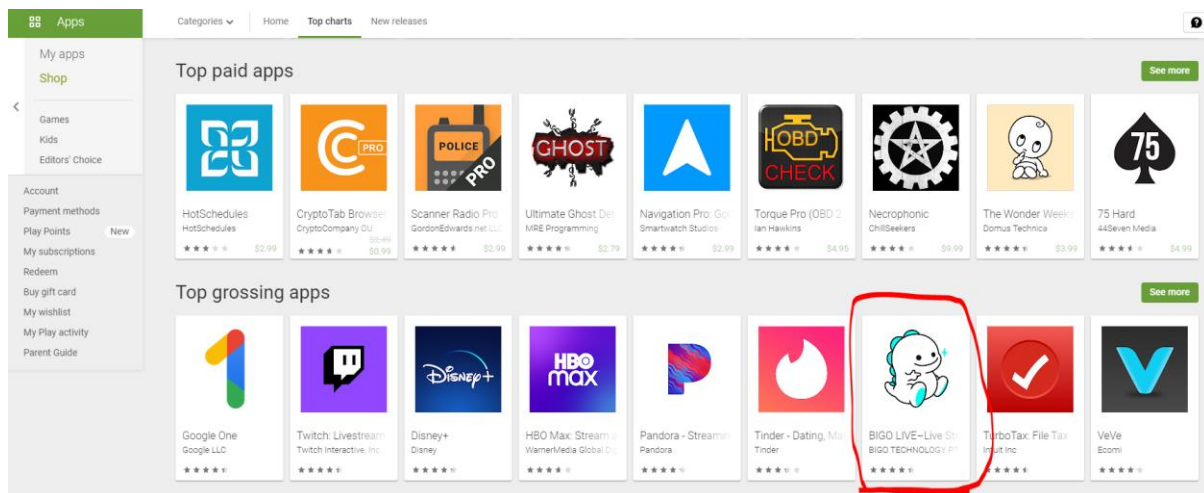 Apps
Categories Home Top charts New releases
My apps
Shop
Games
Kids
Editors' Choice
Account
Payment methods
Play Points New
My subscriptions
Redeem
Buy gift card
My wishlist
My Play activity
Parent Guide
Top paid apps See more
PRO
POLICE
PRO
GHOST
OBD
CHECK
75
HotSchedules CryptoTab Browser Scanner Radio Pro Ultimate Ghost De Navigation Pro: Go Torque Pro (OBD 2 Necrophonic The Wonder Weeks 75 Hard
HotSchedules CryptoCompany OU GordonEdwards.net LLC MRE Programming Smartwatch Studios Ian Hawkins ChillSeekers Domus Technica 44Seven Media
$2.49
$2.99 $0.99 $2.99 $2.79 $2.99 $4.95 $9.99 $3.99 $4.99
Top grossing apps See more
1
Disney+
HBO
max
Google One Twitch: Livestream Disney+ HBO Max: Stream Pandora - Streaming Tinder - Dating, Ma BIGO LIVE–Live Str TurboTax: File Tax VeVe
Google LLC Twitch Interactive, Inc Disney WarnerMedia Global Di Pandora Tinder BIGO TECHNOLOGY PT Intuit Inc Ecomi